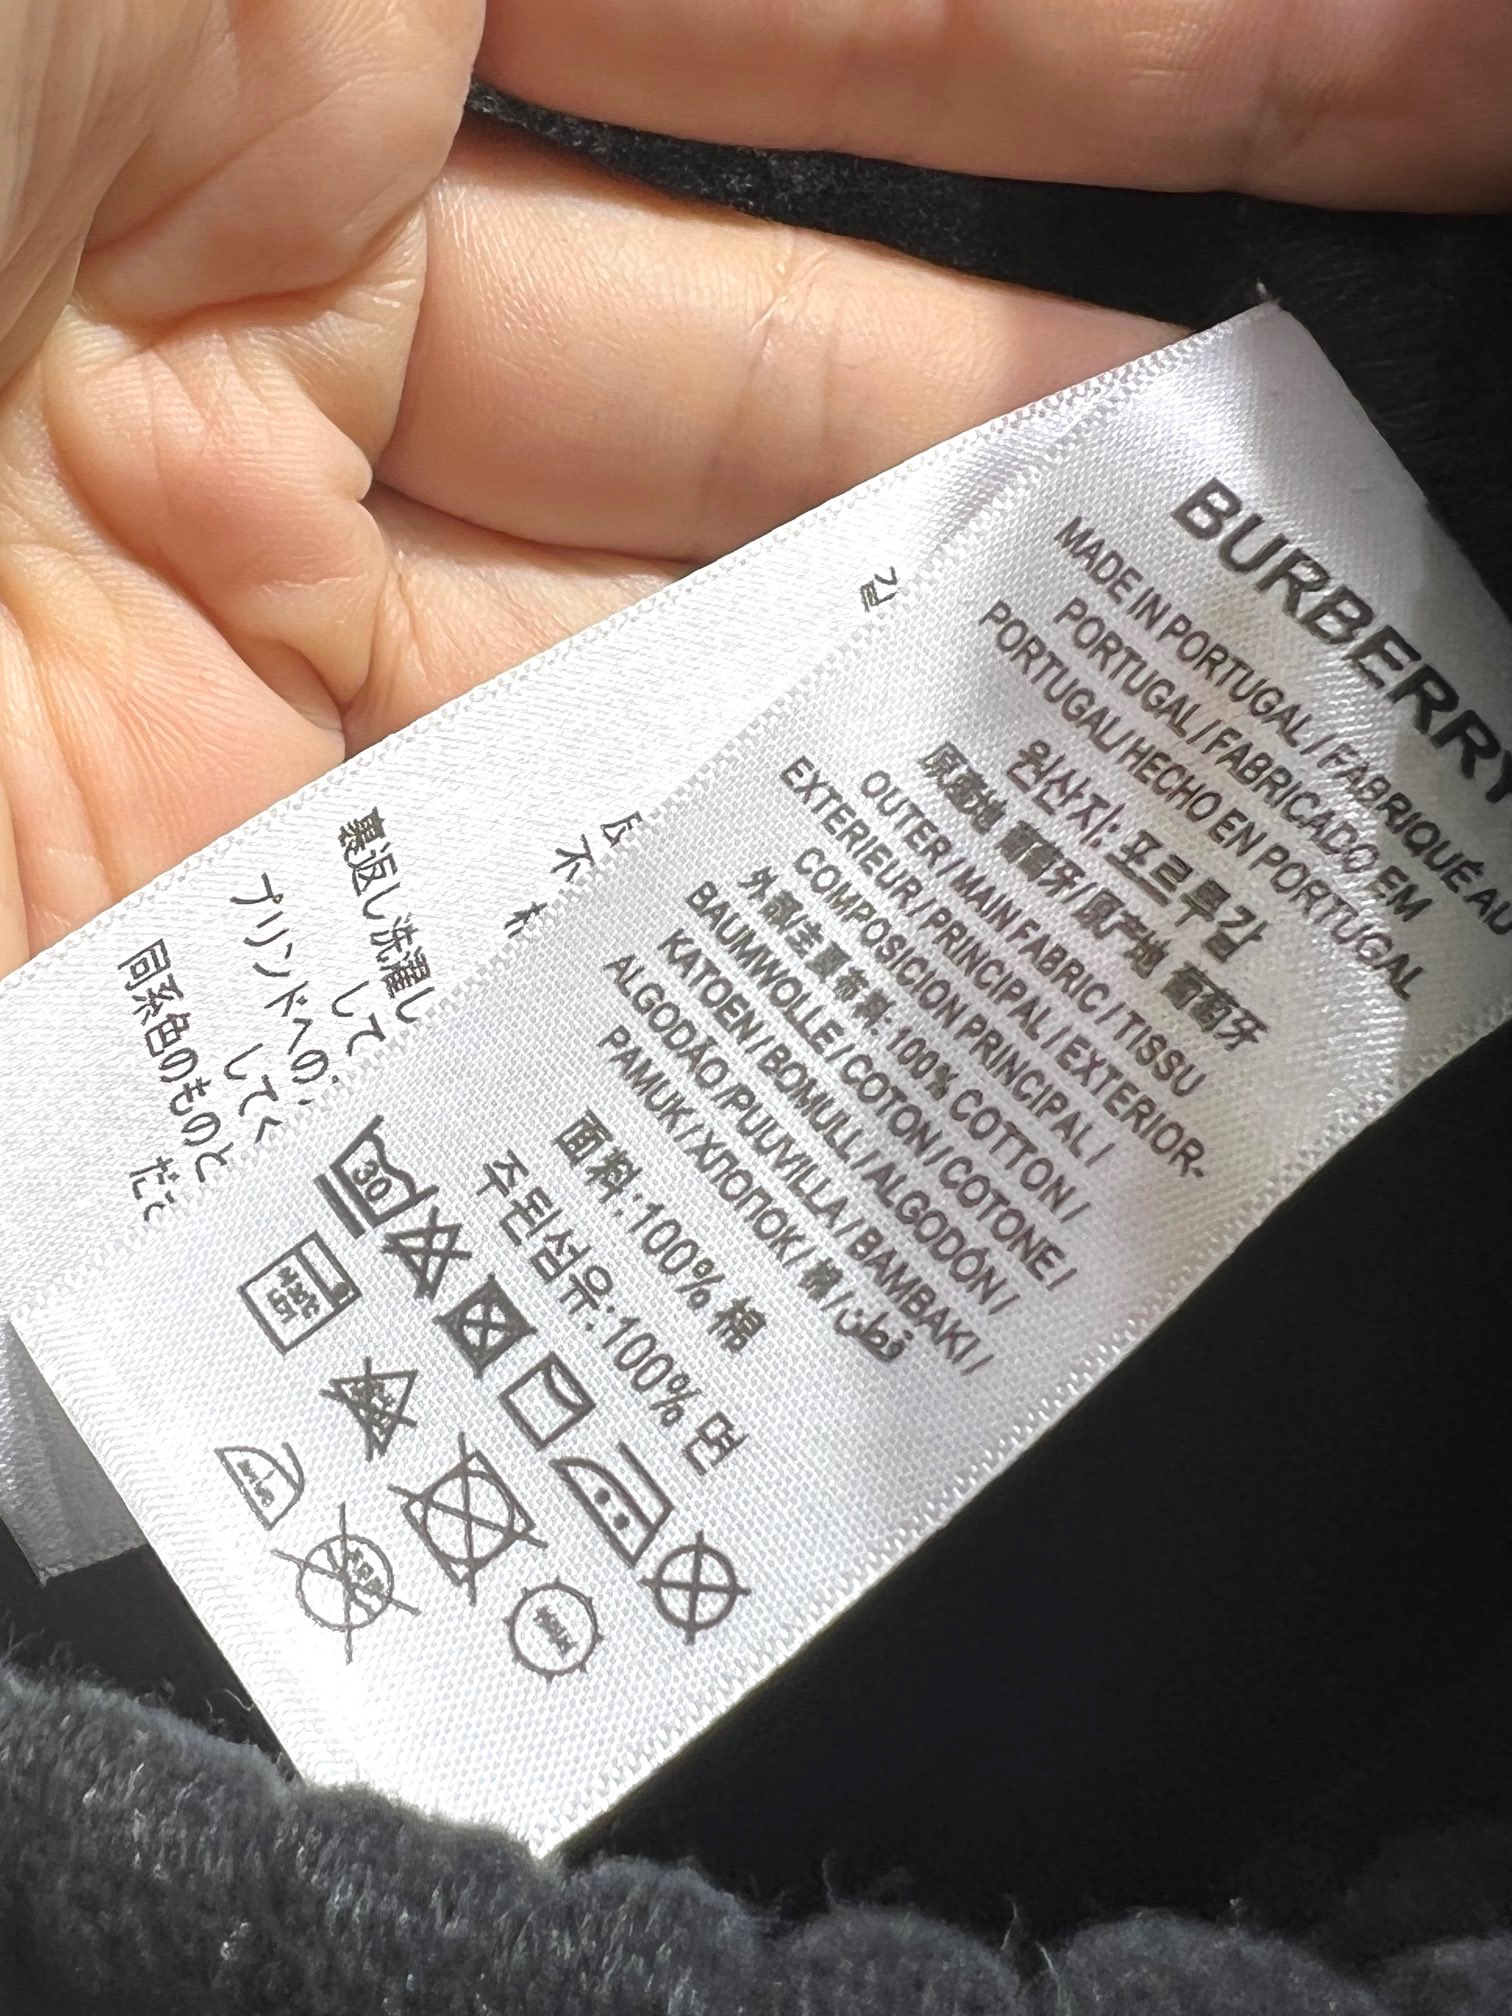 BURBERRY
MADE IN PORTUGAL / FABRIQUÉ AU
PORTUGAL / FABRICADO EM
PORTUGAL / HECHO EN PORTUGAL
원산지: 포르투갈
原產地 葡萄牙 / 原产地 葡萄牙
OUTER / MAIN FABRIC / TISSU
EXTERIEUR / PRINCIPAL / EXTERIOR-
COMPOSICION PRINCIPAL /
外部/主要布料: 100% COTTON /
BAUMWOLLE / COTON / COTONE /
KATOEN / BOMULL / ALGODÓN /
ALGODÃO / PUUVILLA / BAMBAKI /
PAMUK / ХЛОПОК / 棉 / قطن
面料: 100% 棉
주된섬유: 100% 면
30
裏返し洗濯し
して
プリントへの
してく
同系色のものと
不